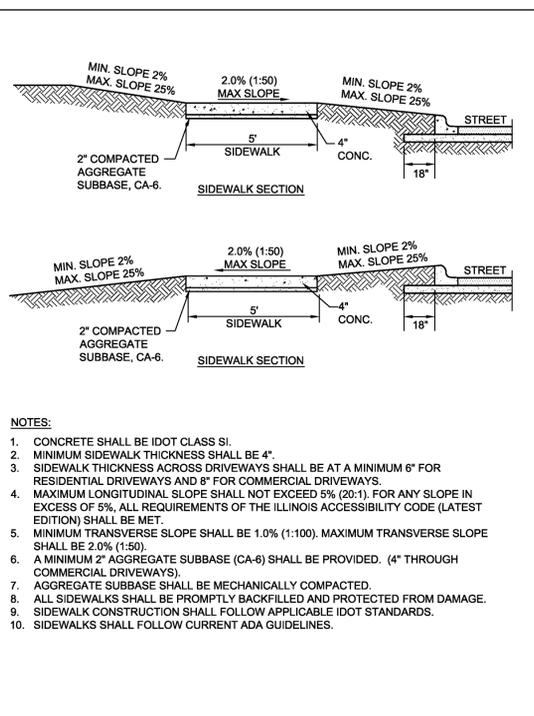 MIN. SLOPE 2%
MAX. SLOPE 25%
2.0% (1:50)
MAX SLOPE
MIN. SLOPE 2%
MAX. SLOPE 25%
STREET
5'
SIDEWALK
4"
CONC.
18"
2" COMPACTED
AGGREGATE
SUBBASE, CA-6.
SIDEWALK SECTION
MIN. SLOPE 2%
MAX. SLOPE 25%
2.0% (1:50)
MAX SLOPE
MIN. SLOPE 2%
MAX. SLOPE 25%
STREET
5'
SIDEWALK
4"
CONC.
18"
2" COMPACTED
AGGREGATE
SUBBASE, CA-6.
SIDEWALK SECTION
NOTES:
1. CONCRETE SHALL BE IDOT CLASS SI.
2. MINIMUM SIDEWALK THICKNESS SHALL BE 4".
3. SIDEWALK THICKNESS ACROSS DRIVEWAYS SHALL BE AT A MINIMUM 6" FOR
RESIDENTIAL DRIVEWAYS AND 8" FOR COMMERCIAL DRIVEWAYS.
4. MAXIMUM LONGITUDINAL SLOPE SHALL NOT EXCEED 5% (20:1). FOR ANY SLOPE IN
EXCESS OF 5%, ALL REQUIREMENTS OF THE ILLINOIS ACCESSIBILITY CODE (LATEST
EDITION) SHALL BE MET.
5. MINIMUM TRANSVERSE SLOPE SHALL BE 1.0% (1:100). MAXIMUM TRANSVERSE SLOPE
SHALL BE 2.0% (1:50).
6. A MINIMUM 2" AGGREGATE SUBBASE (CA-6) SHALL BE PROVIDED. (4" THROUGH
COMMERCIAL DRIVEWAYS).
7. AGGREGATE SUBBASE SHALL BE MECHANICALLY COMPACTED.
8. ALL SIDEWALKS SHALL BE PROMPTLY BACKFILLED AND PROTECTED FROM DAMAGE.
9. SIDEWALK CONSTRUCTION SHALL FOLLOW APPLICABLE IDOT STANDARDS.
10. SIDEWALKS SHALL FOLLOW CURRENT ADA GUIDELINES.